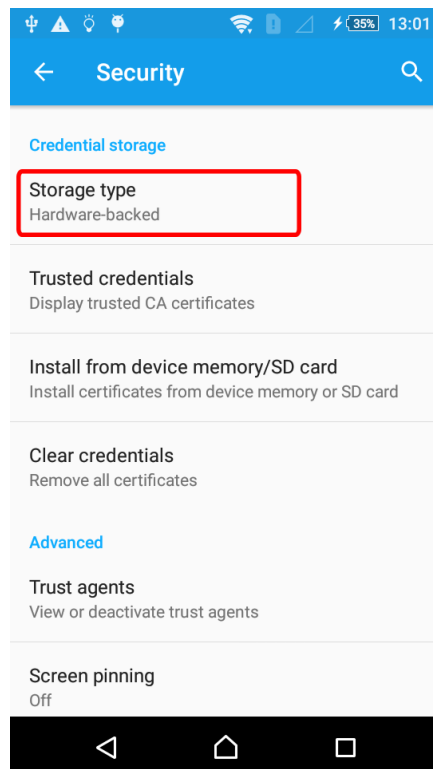 35% 13:01
Security
Credential storage
Storage type
Hardware-backed
Trusted credentials
Display trusted CA certificates
Install from device memory/SD card
Install certificates from device memory or SD card
Clear credentials
Remove all certificates
Advanced
Trust agents
View or deactivate trust agents
Screen pinning
Off